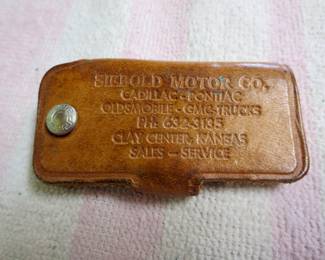 SIEBOLD MOTOR CO.
CADILLAC - PONTIAC
OLDSMOBILE - GMC TRUCKS
PH. 632-3135
CLAY CENTER, KANSAS
SALES - SERVICE